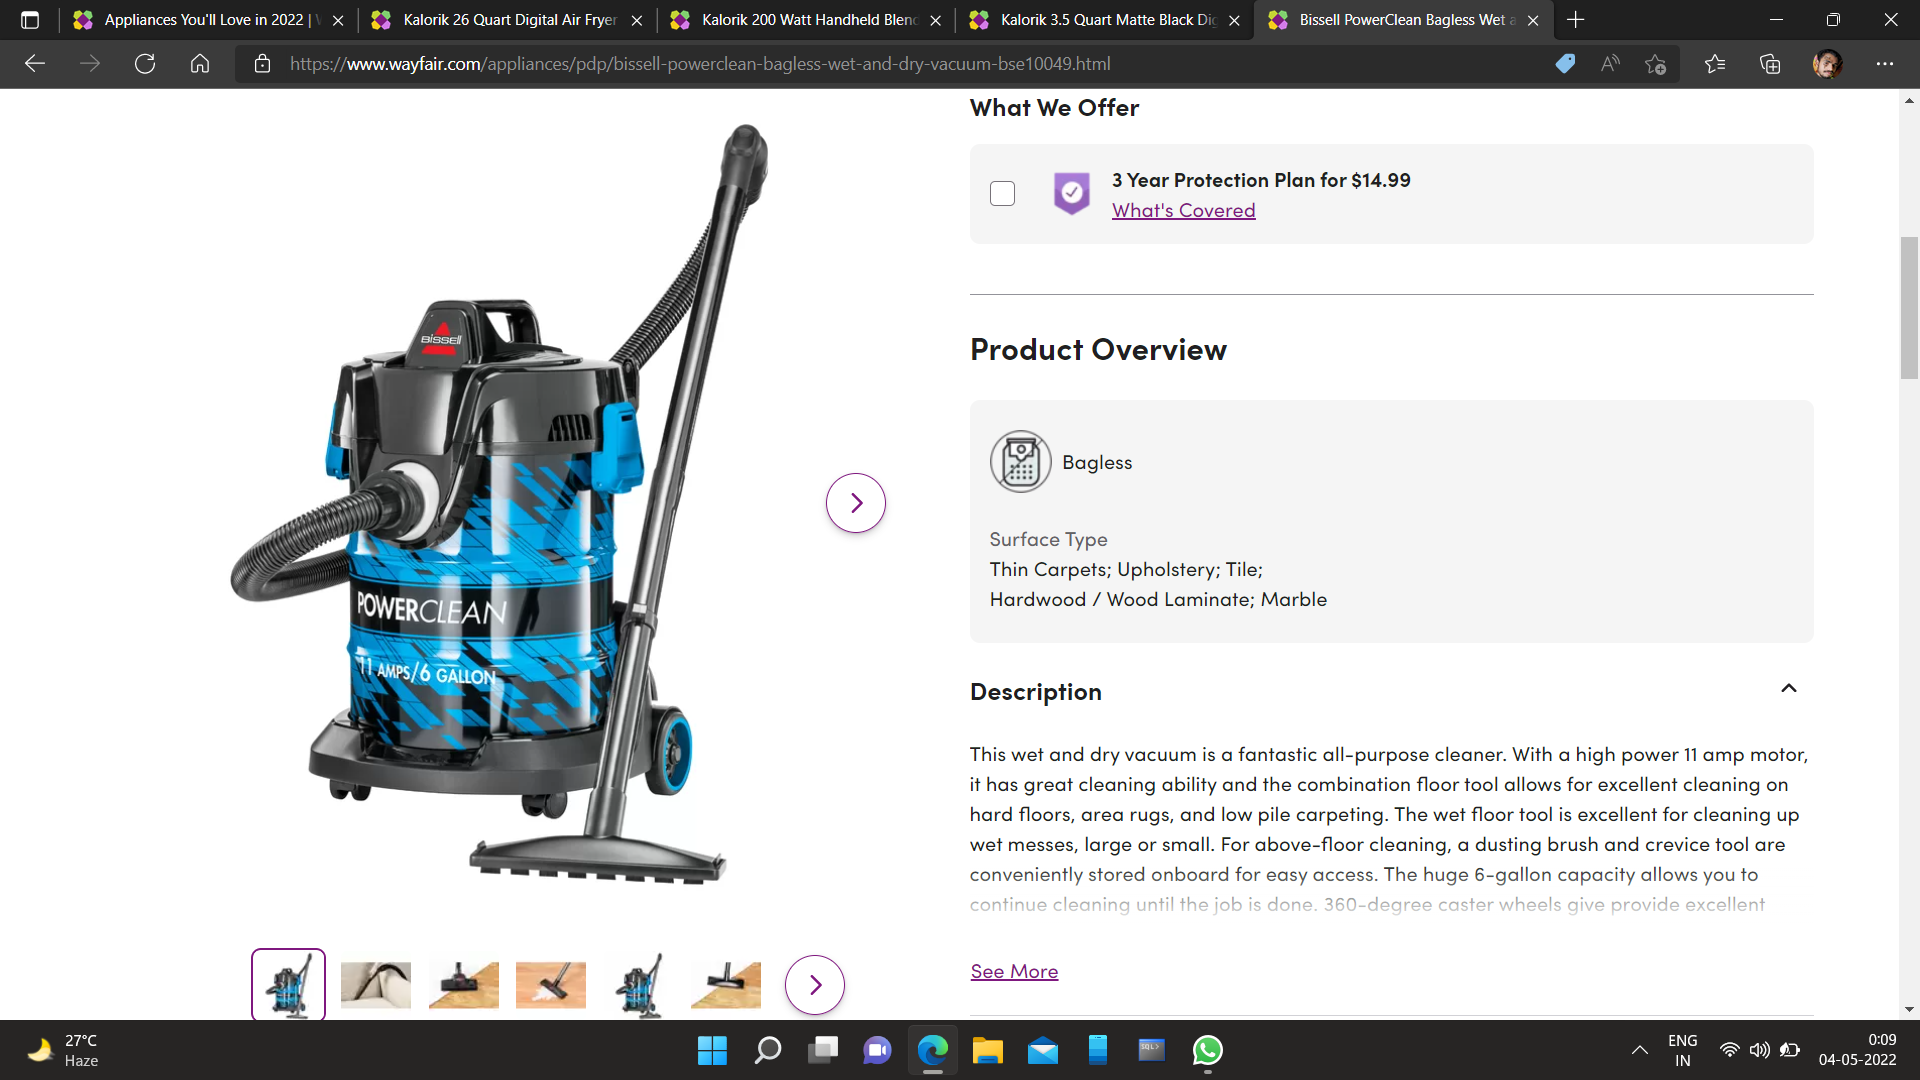 Appliances You'll Love in 2022 |
Kalorik 26 Quart Digital Air Fryer
Kalorik 200 Watt Handheld Blend
Kalorik 3.5 Quart Matte Black Dig
Bissell PowerClean Bagless Wet a
https://www.wayfair.com/appliances/pdp/bissell-powerclean-bagless-wet-and-dry-vacuum-bse10049.html
BISSELL
POWERCLEAN
11 AMPS/6 GALLON
What We Offer
3 Year Protection Plan for $14.99
What's Covered
Product Overview
Bagless
Surface Type
Thin Carpets; Upholstery; Tile;
Hardwood / Wood Laminate; Marble
Description
This wet and dry vacuum is a fantastic all-purpose cleaner. With a high power 11 amp motor,
it has great cleaning ability and the combination floor tool allows for excellent cleaning on
hard floors, area rugs, and low pile carpeting. The wet floor tool is excellent for cleaning up
wet messes, large or small. For above-floor cleaning, a dusting brush and crevice tool are
conveniently stored onboard for easy access. The huge 6-gallon capacity allows you to
continue cleaning until the job is done. 360-degree caster wheels give provide excellent
See More
27°C
Haze
SQL>
ENG
IN
0:09
04-05-2022